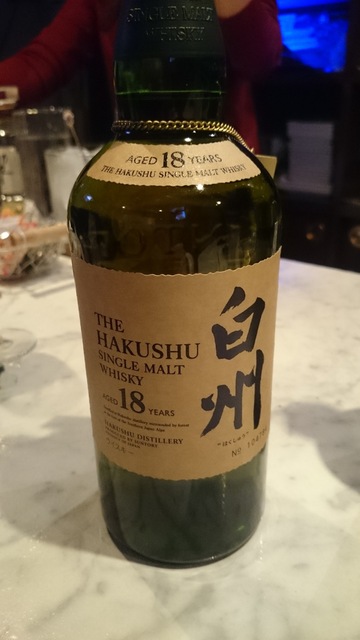 SINGLE MALT
WHISKY
AGED 18 YEARS
THE HAKUSHU SINGLE MALT WHISKY
THE
HAKUSHU
SINGLE MALT
WHISKY
AGED 18 YEARS
HAKUSHU DISTILLERY
白州